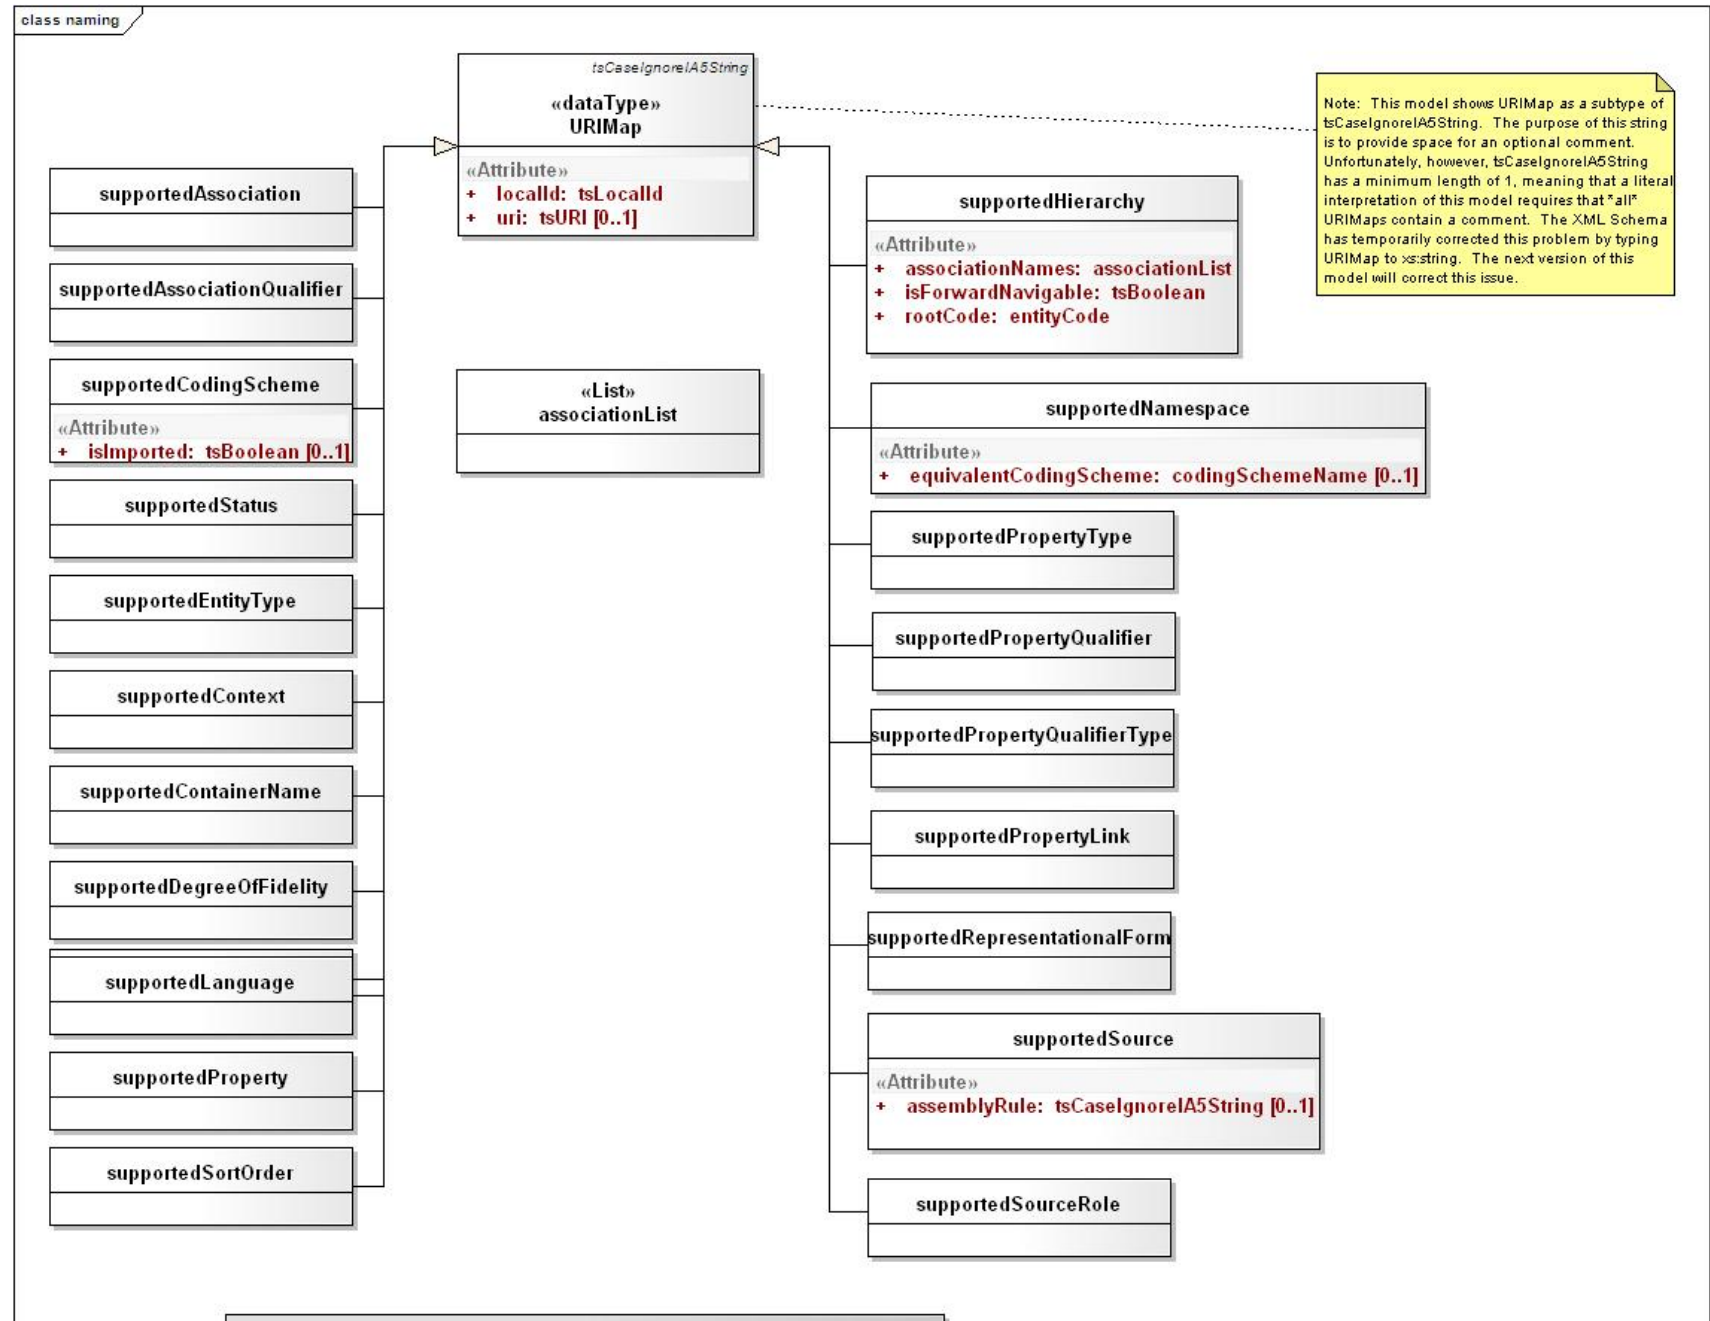 class naming
tsCaseIgnoreIA5String
«dataType»
URIMap
«Attribute»
+ localId: tsLocalId
+ uri: tsURI [0..1]
Note: This model shows URIMap as a subtype of
tsCaseIgnoreIA5String. The purpose of this string
is to provide space for an optional comment.
Unfortunately, however, tsCaseIgnoreIA5String
has a minimum length of 1, meaning that a literal
interpretation of this model requires that *all*
URIMaps contain a comment. The XML Schema
has temporarily corrected this problem by typing
URIMap to xs:string. The next version of this
model will correct this issue.
supportedAssociation
supportedAssociationQualifier
supportedCodingScheme
«Attribute»
+ isImported: tsBoolean [0..1]
supportedStatus
supportedEntityType
supportedContext
supportedContainerName
supportedDegreeOfFidelity
supportedLanguage
supportedProperty
supportedSortOrder
«List»
associationList
supportedHierarchy
«Attribute»
+ associationNames: associationList
+ isForwardNavigable: tsBoolean
+ rootCode: entityCode
supportedNamespace
«Attribute»
+ equivalentCodingScheme: codingSchemeName [0..1]
supportedPropertyType
supportedPropertyQualifier
supportedPropertyQualifierType
supportedPropertyLink
supportedRepresentationalForm
supportedSource
«Attribute»
+ assemblyRule: tsCaseIgnoreIA5String [0..1]
supportedSourceRole